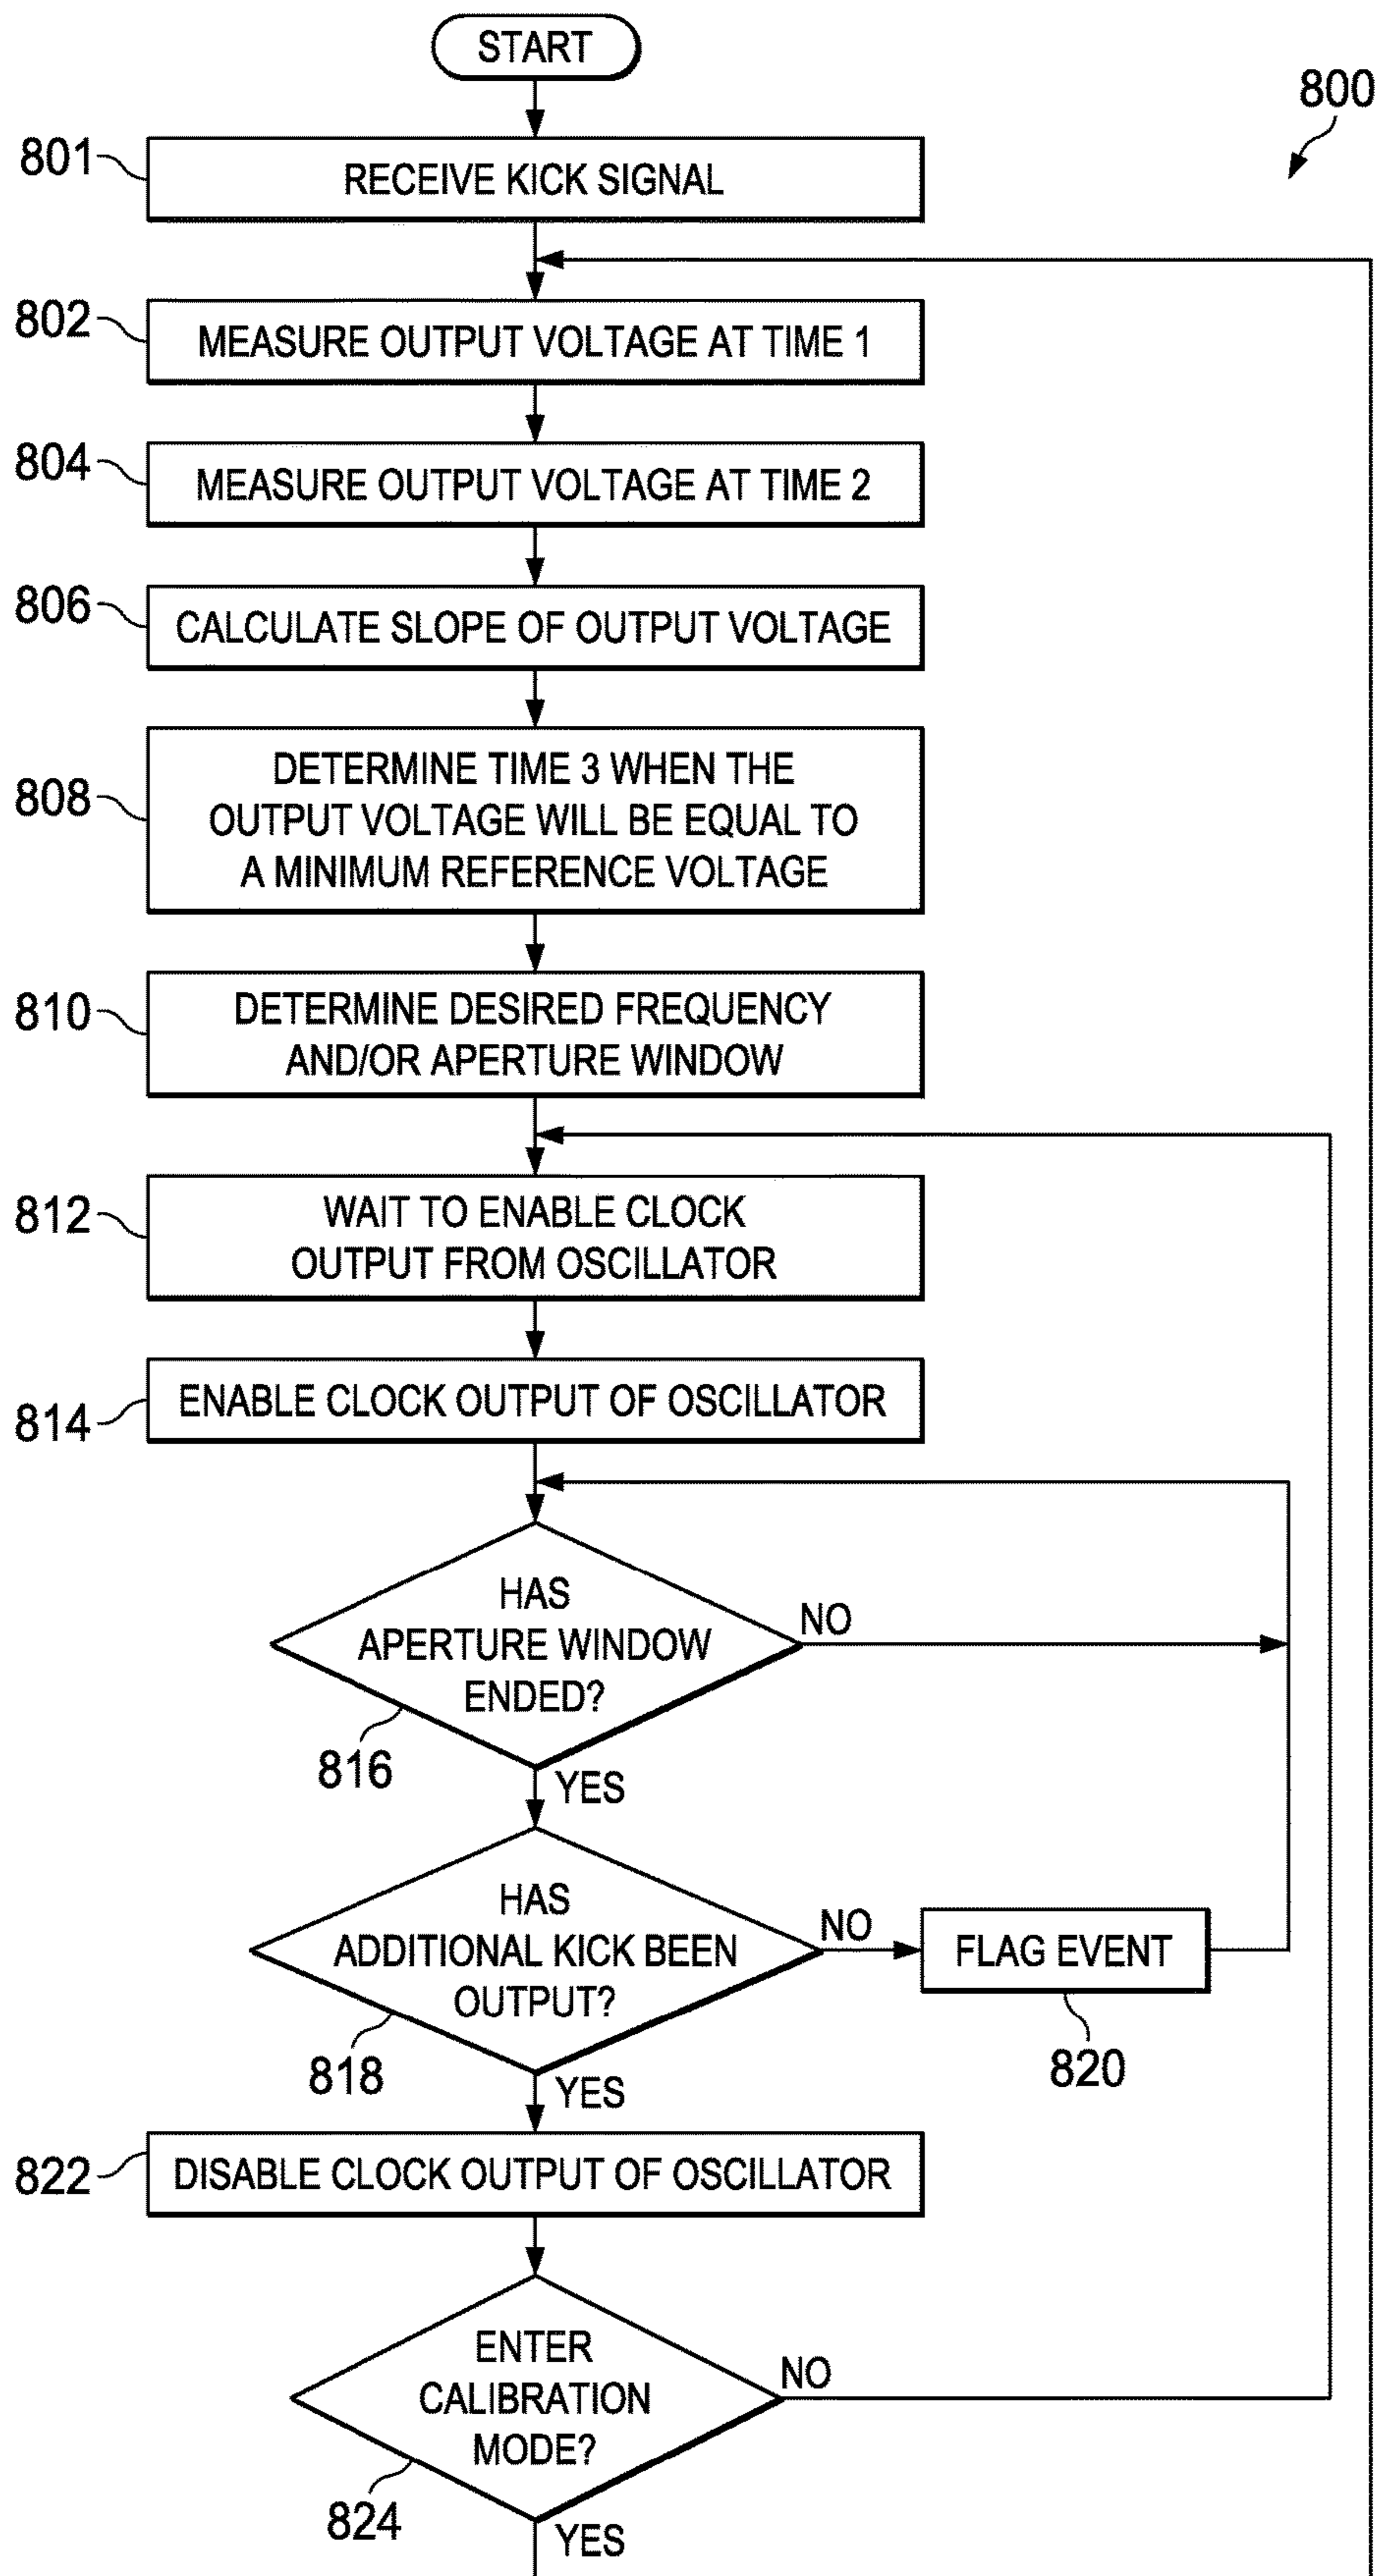 START
800
801
RECEIVE KICK SIGNAL
802
MEASURE OUTPUT VOLTAGE AT TIME 1
804
MEASURE OUTPUT VOLTAGE AT TIME 2
806
CALCULATE SLOPE OF OUTPUT VOLTAGE
808
DETERMINE TIME 3 WHEN THE
OUTPUT VOLTAGE WILL BE EQUAL TO
A MINIMUM REFERENCE VOLTAGE
810
DETERMINE DESIRED FREQUENCY
AND/OR APERTURE WINDOW
812
WAIT TO ENABLE CLOCK
OUTPUT FROM OSCILLATOR
814
ENABLE CLOCK OUTPUT OF OSCILLATOR
HAS
APERTURE WINDOW
ENDED?
NO
816
YES
HAS
ADDITIONAL KICK BEEN
OUTPUT?
NO
FLAG EVENT
818
820
YES
822
DISABLE CLOCK OUTPUT OF OSCILLATOR
ENTER
CALIBRATION
MODE?
NO
824
YES